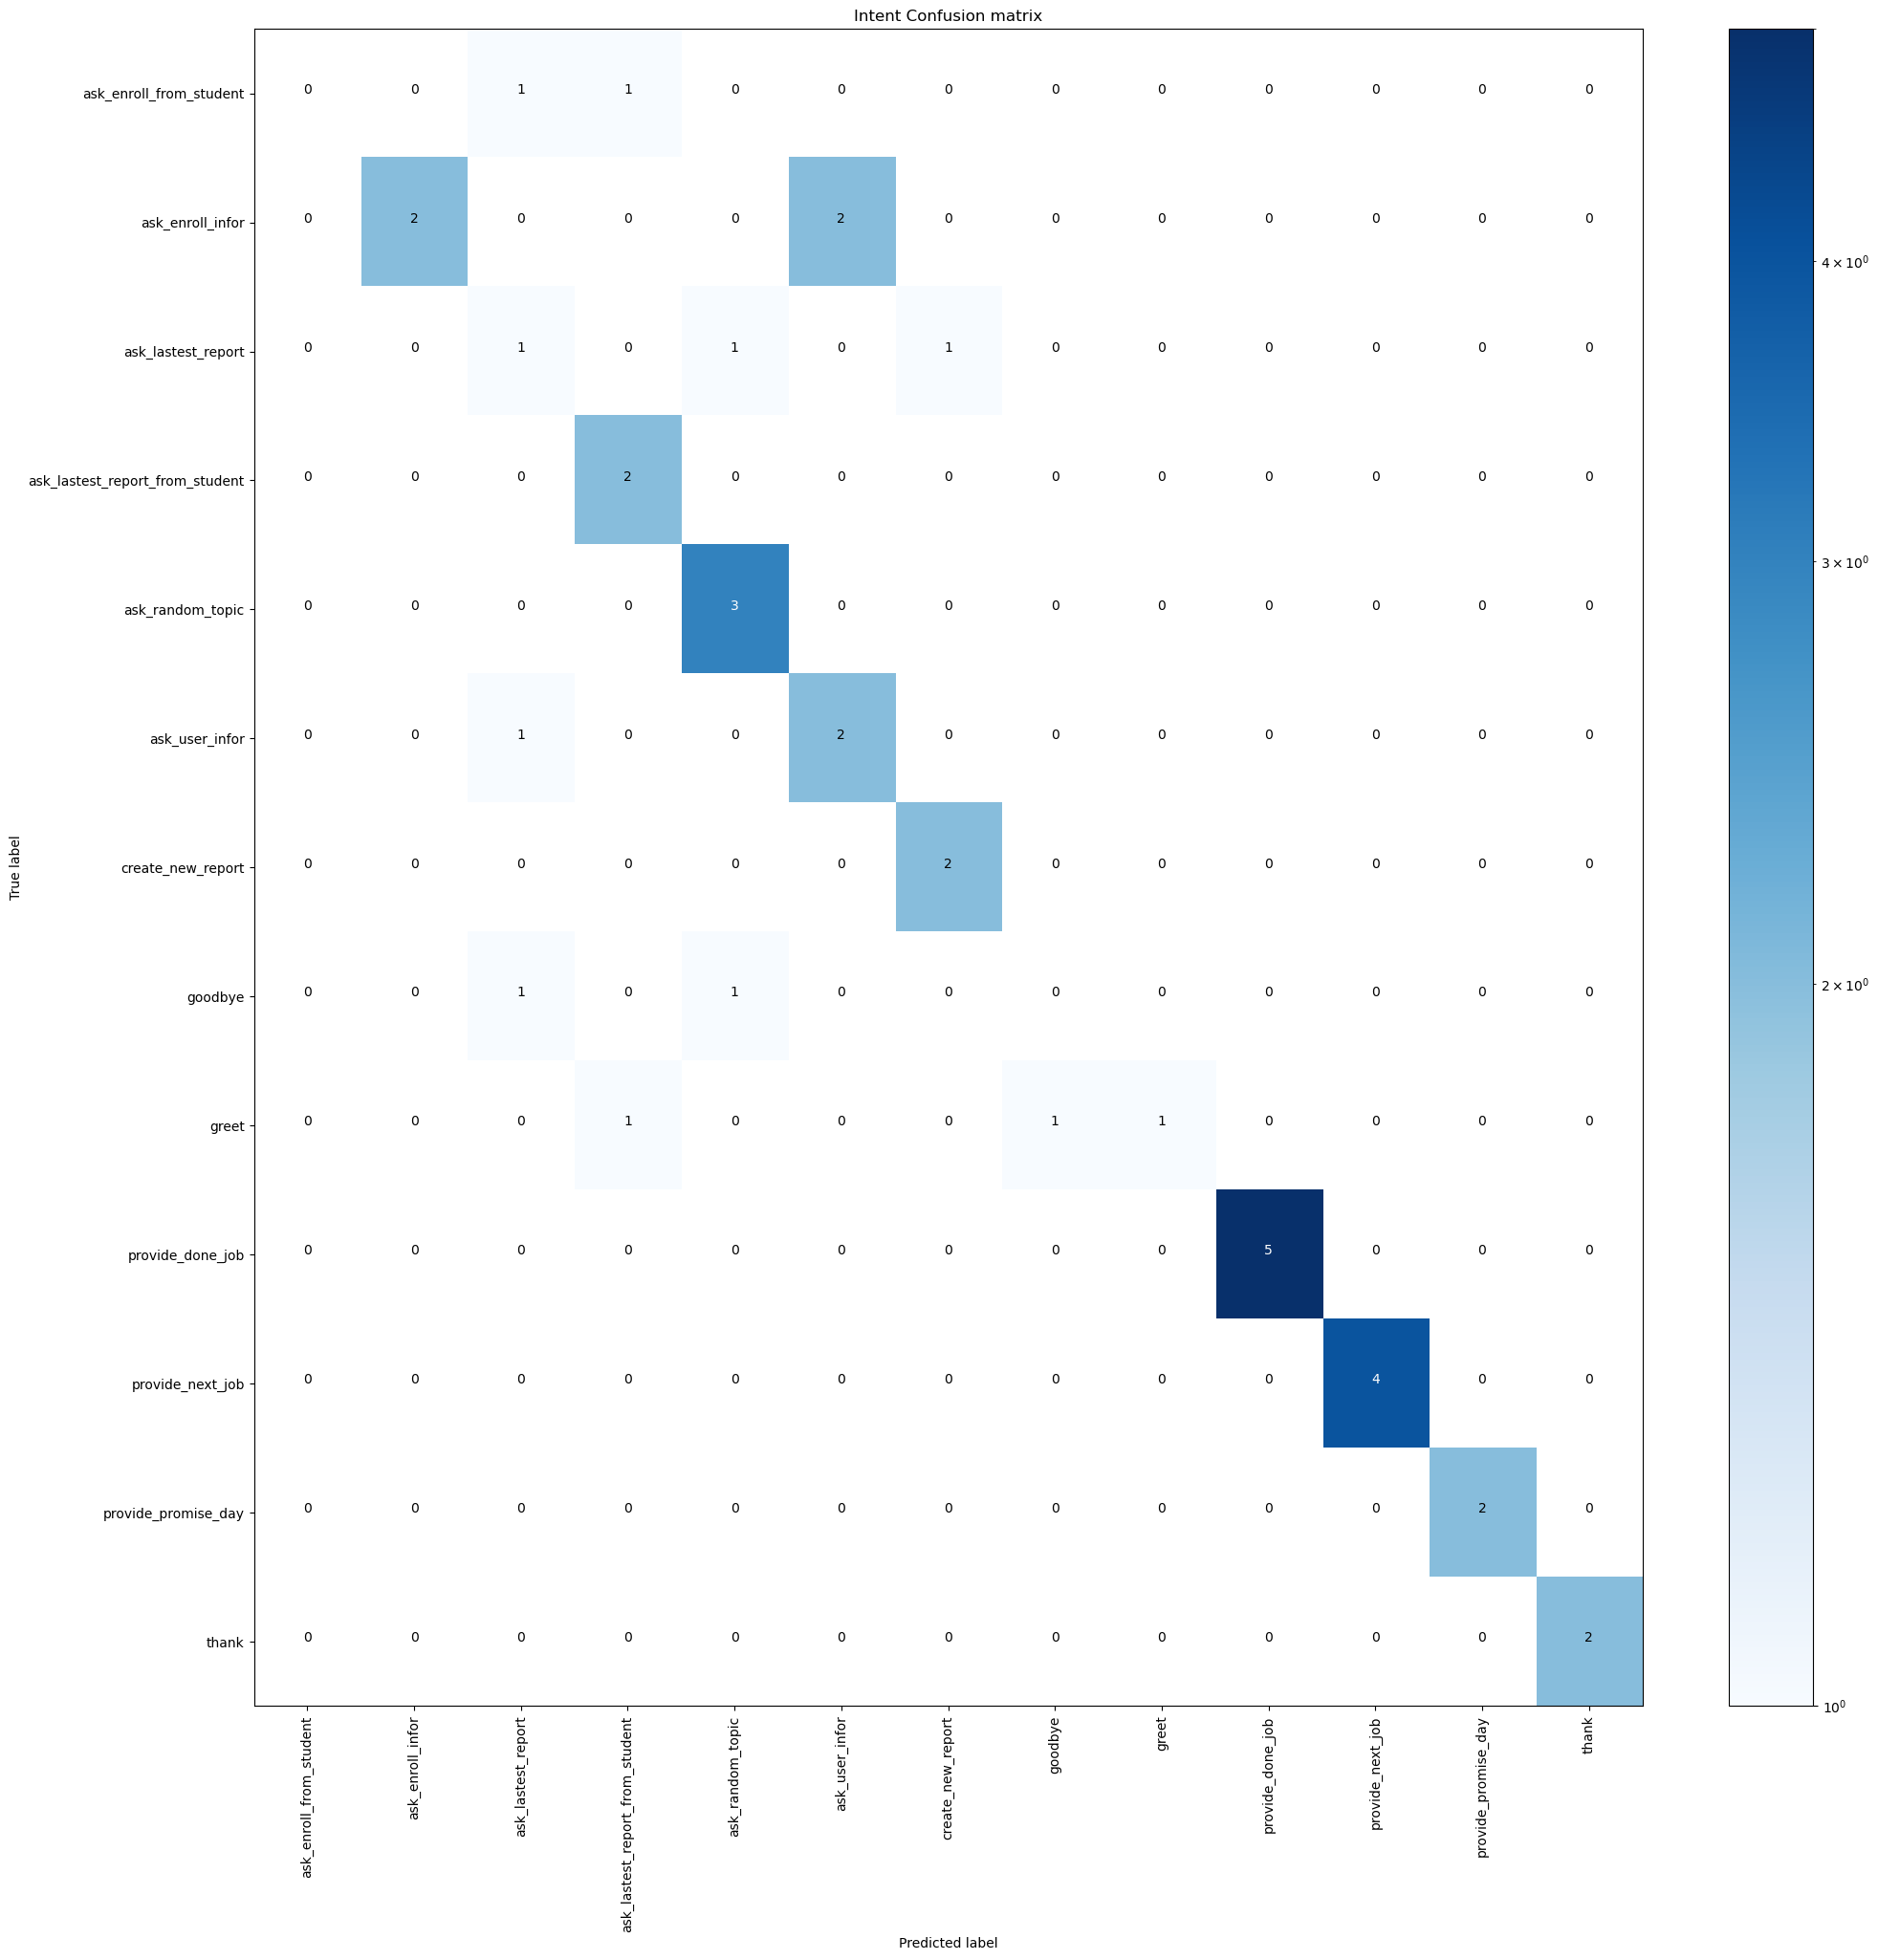 Intent Confusion matrix
ask_enroll_from_student 0 0 1 1 0 0 0 0 0 0 0 0 0
ask_enroll_infor 0 2 0 0 0 2 0 0 0 0 0 0 0
ask_lastest_report 0 0 1 0 1 0 1 0 0 0 0 0 0
ask_lastest_report_from_student 0 0 0 2 0 0 0 0 0 0 0 0 0
ask_random_topic 0 0 0 0 3 0 0 0 0 0 0 0 0
ask_user_infor 0 0 1 0 0 2 0 0 0 0 0 0 0
create_new_report 0 0 0 0 0 0 2 0 0 0 0 0 0
goodbye 0 0 1 0 1 0 0 0 0 0 0 0 0
greet 0 0 0 1 0 0 0 1 1 0 0 0 0
provide_done_job 0 0 0 0 0 0 0 0 0 5 0 0 0
provide_next_job 0 0 0 0 0 0 0 0 0 0 4 0 0
provide_promise_day 0 0 0 0 0 0 0 0 0 0 0 2 0
thank 0 0 0 0 0 0 0 0 0 0 0 0 2
True label
ask_enroll_from_student
ask_enroll_infor
ask_lastest_report
ask_lastest_report_from_student
ask_random_topic
ask_user_infor
create_new_report
goodbye
greet
provide_done_job
provide_next_job
provide_promise_day
thank
Predicted label
4 × 10⁰
3 × 10⁰
2 × 10⁰
10⁰